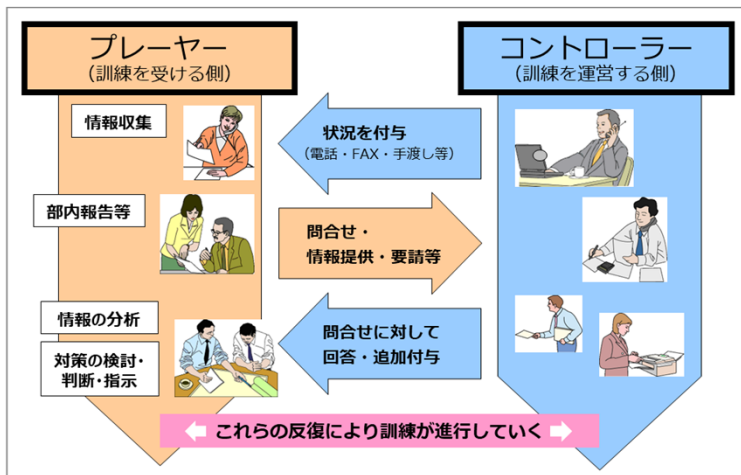 プレーヤー
（訓練を受ける側）
コントローラー
（訓練を運営する側）
情報収集
状況を付与
（電話・FAX・手渡し等）
部内報告等
問合せ・
情報提供・要請等
情報の分析
問合せに対して
回答・追加付与
対策の検討・
判断・指示
これらの反復により訓練が進行していく